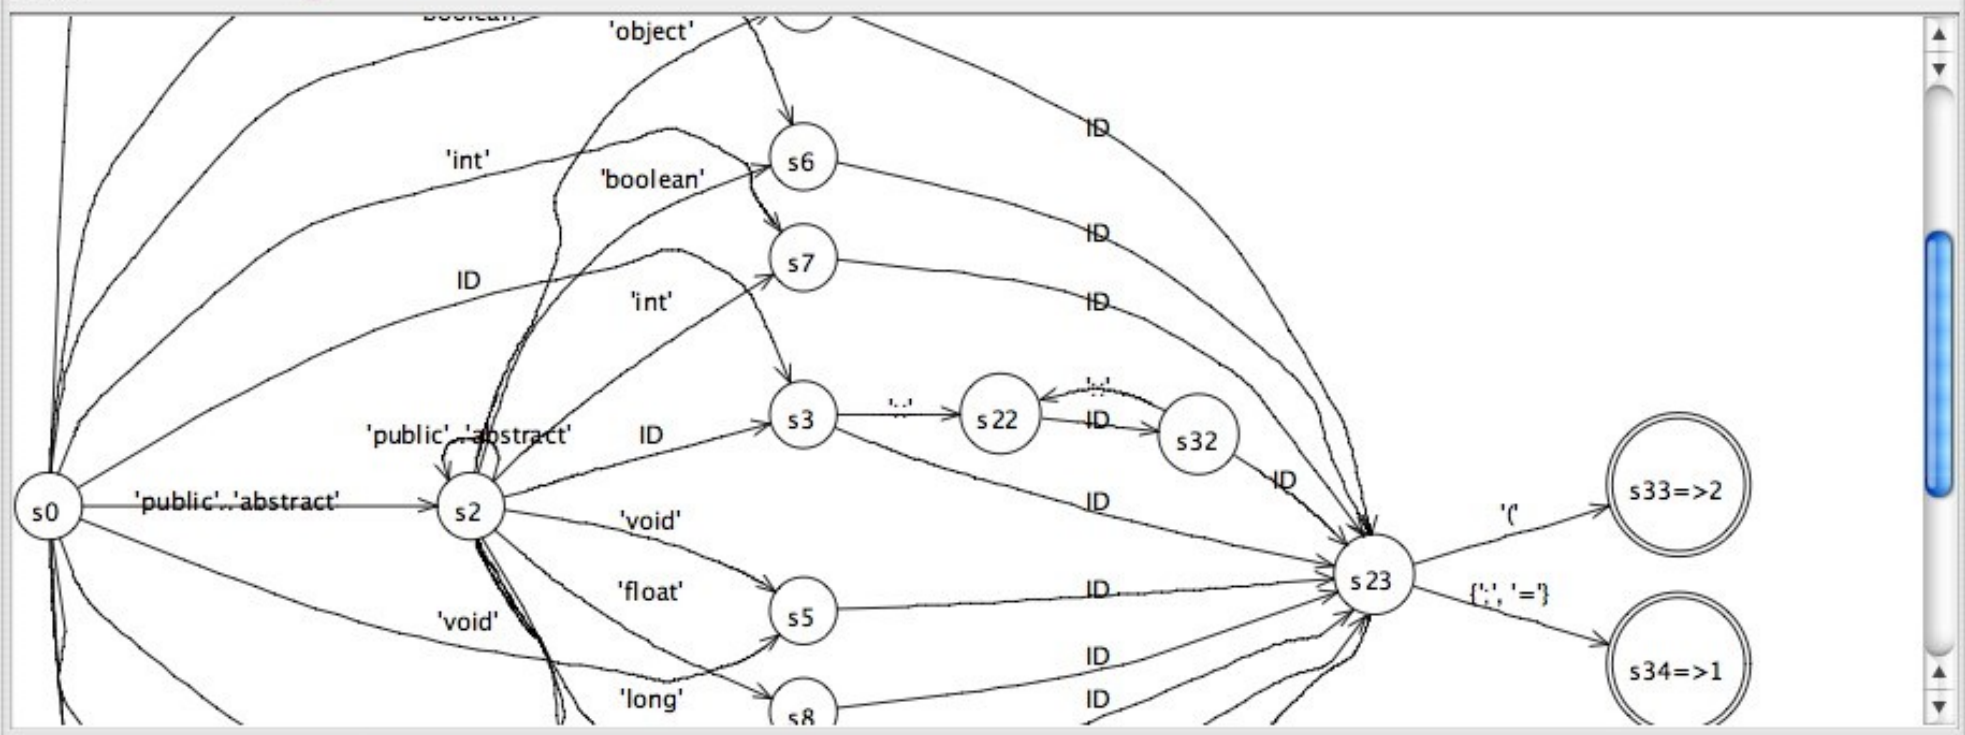 boolean'
'object'
ID
'int'
s6
'boolean'
ID
s7
ID
'int'
ID
s3
s22
ID
s32
'public'..'abstract'
ID
ID
s0
'public'..'abstract'
s2
'void'
ID
'('
s33=>2
'float'
ID
s23
{';', '='}
'void'
s5
ID
'long'
ID
s8
s34=>1